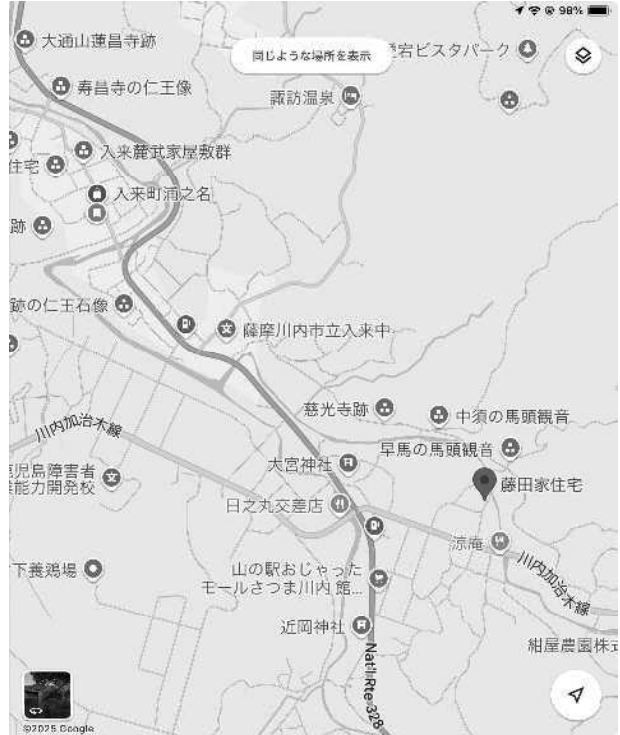 98%
大通山蓮昌寺跡
同じような場所を表示
愛宕ビスタパーク
寿昌寺の仁王像
諏訪温泉
住宅
入来麓武家屋敷群
入来町浦之名
跡
跡の仁王石像
薩摩川内市立入来中
慈光寺跡
中須の馬頭観音
川内加治木線
早馬の馬頭観音
大宮神社
児島障害者
能力開発校
藤田家住宅
日之丸交差店
涼庵
下養鶏場
山の駅おじゃった
モールさつま川内 館...
川内加治木線
近岡神社
紺屋農園株式
Nat'l Rte 328
©2025 Google